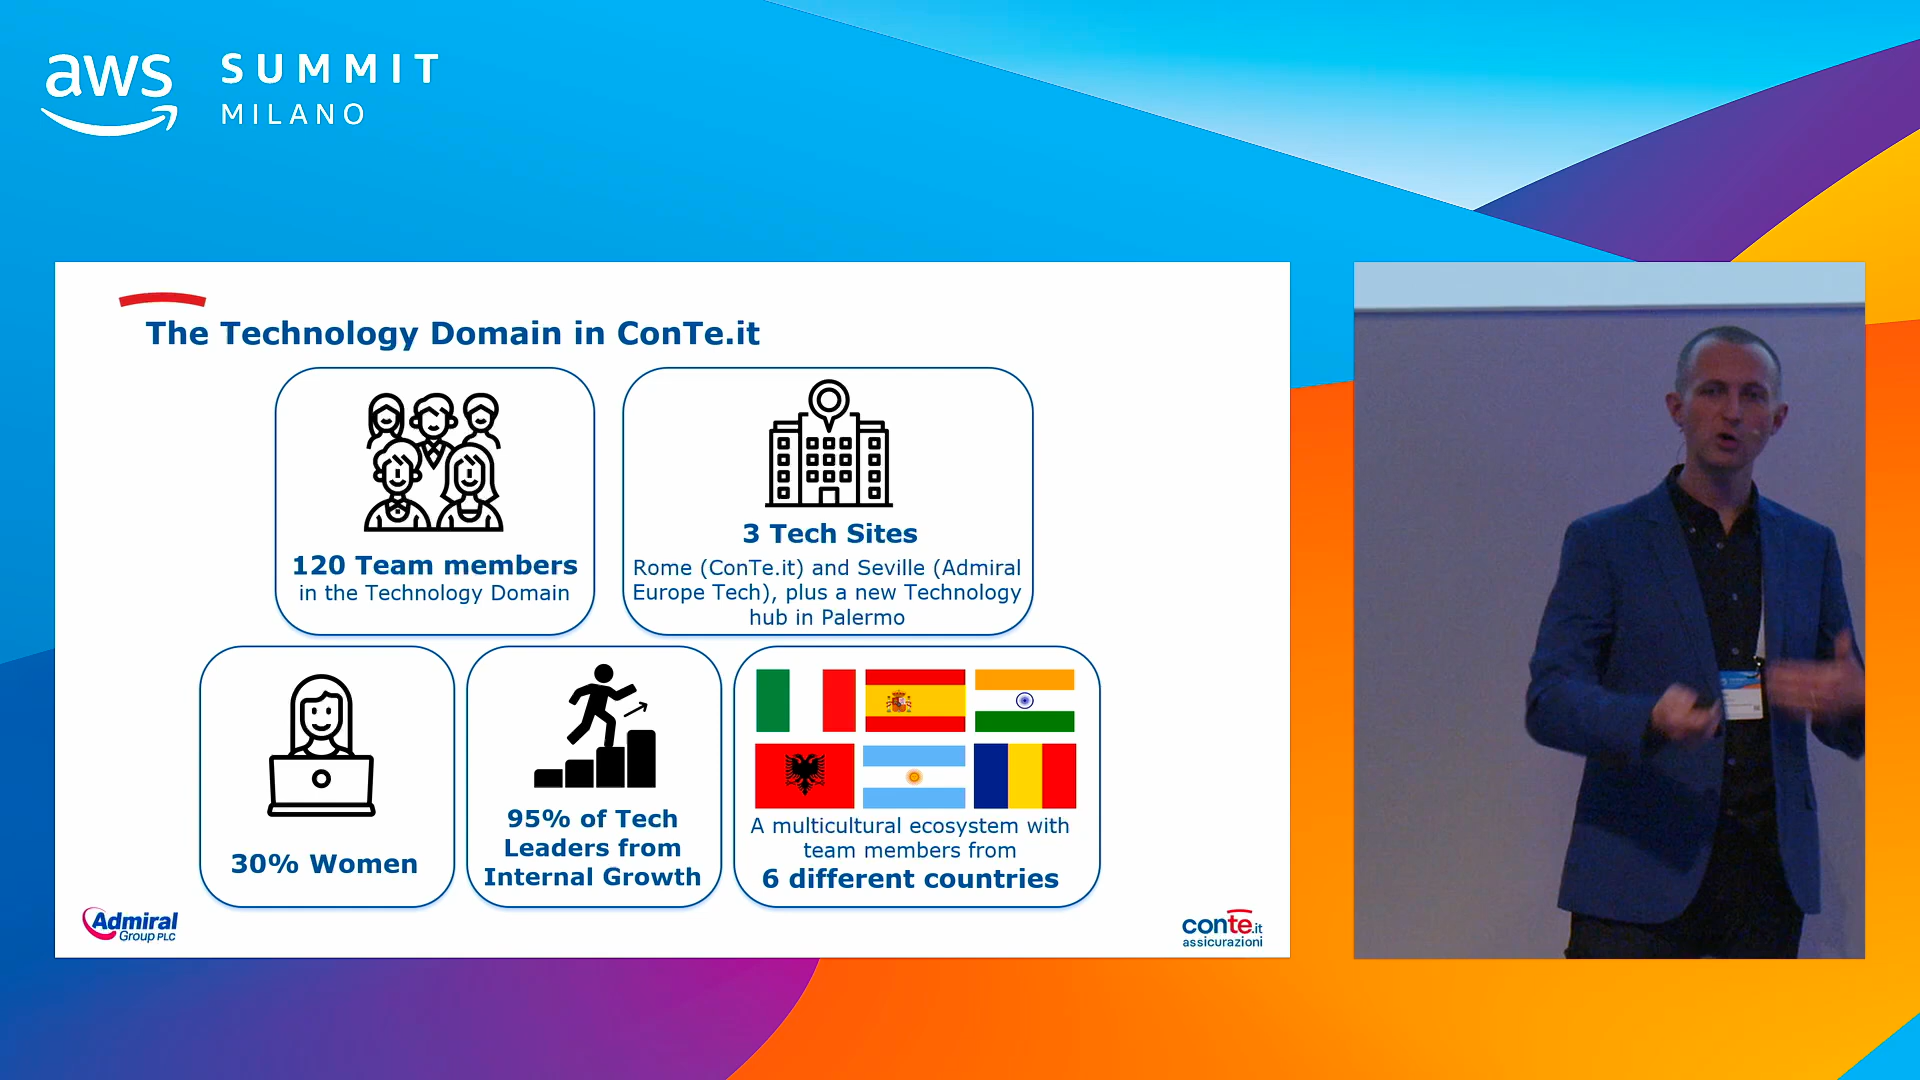 aws
SUMMIT
MILANO
The Technology Domain in ConTe.it
120 Team members
in the Technology Domain
3 Tech Sites
Rome (ConTe.it) and Seville (Admiral
Europe Tech), plus a new Technology
hub in Palermo
30% Women
95% of Tech
Leaders from
Internal Growth
A multicultural ecosystem with
team members from
6 different countries
Admiral
Group PLC
conte.it
assicurazioni